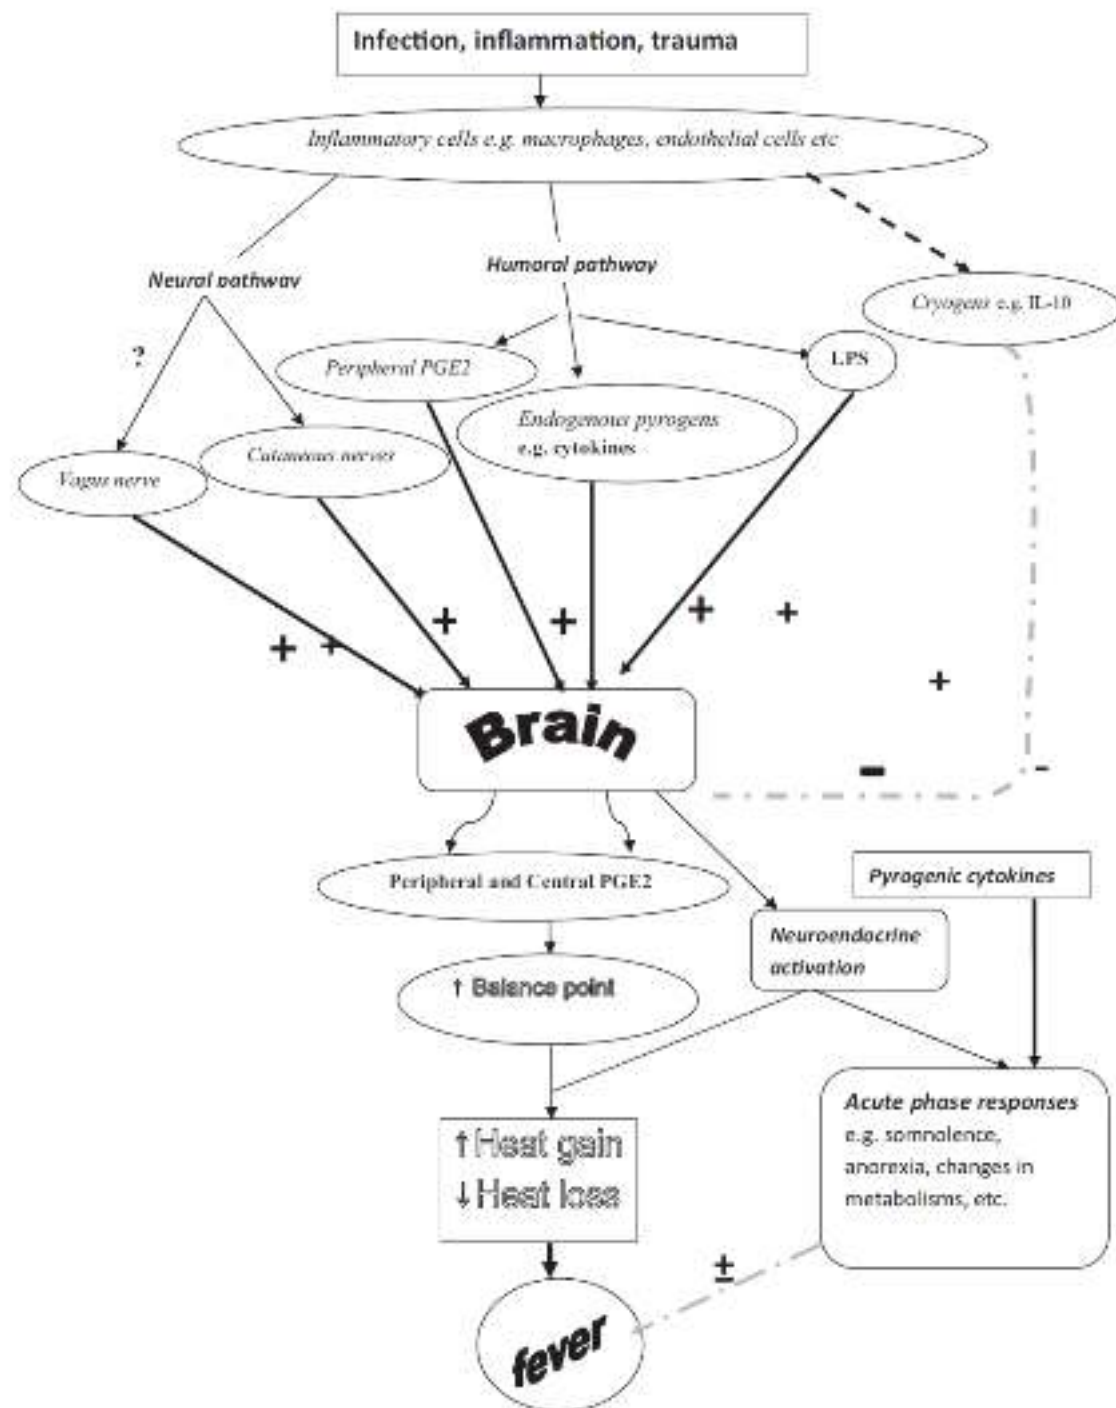 Infection, inflammation, trauma
Inflammatory cells e.g. macrophages, endothelial cells etc
Neural pathway
Humoral pathway
Cryogens e.g. IL-10
?
Peripheral PGE2
LPS
Endogenous pyrogens
e.g. cytokines
Cutaneous nerves
Vagus nerve
+ + + + + +
+
Brain
- -
Peripheral and Central PGE2
Pyrogenic cytokines
Neuroendocrine
activation
↑ Balance point
Acute phase responses
e.g. somnolence,
anorexia, changes in
metabolisms, etc.
↑ Heat gain
↓ Heat loss
±
fever